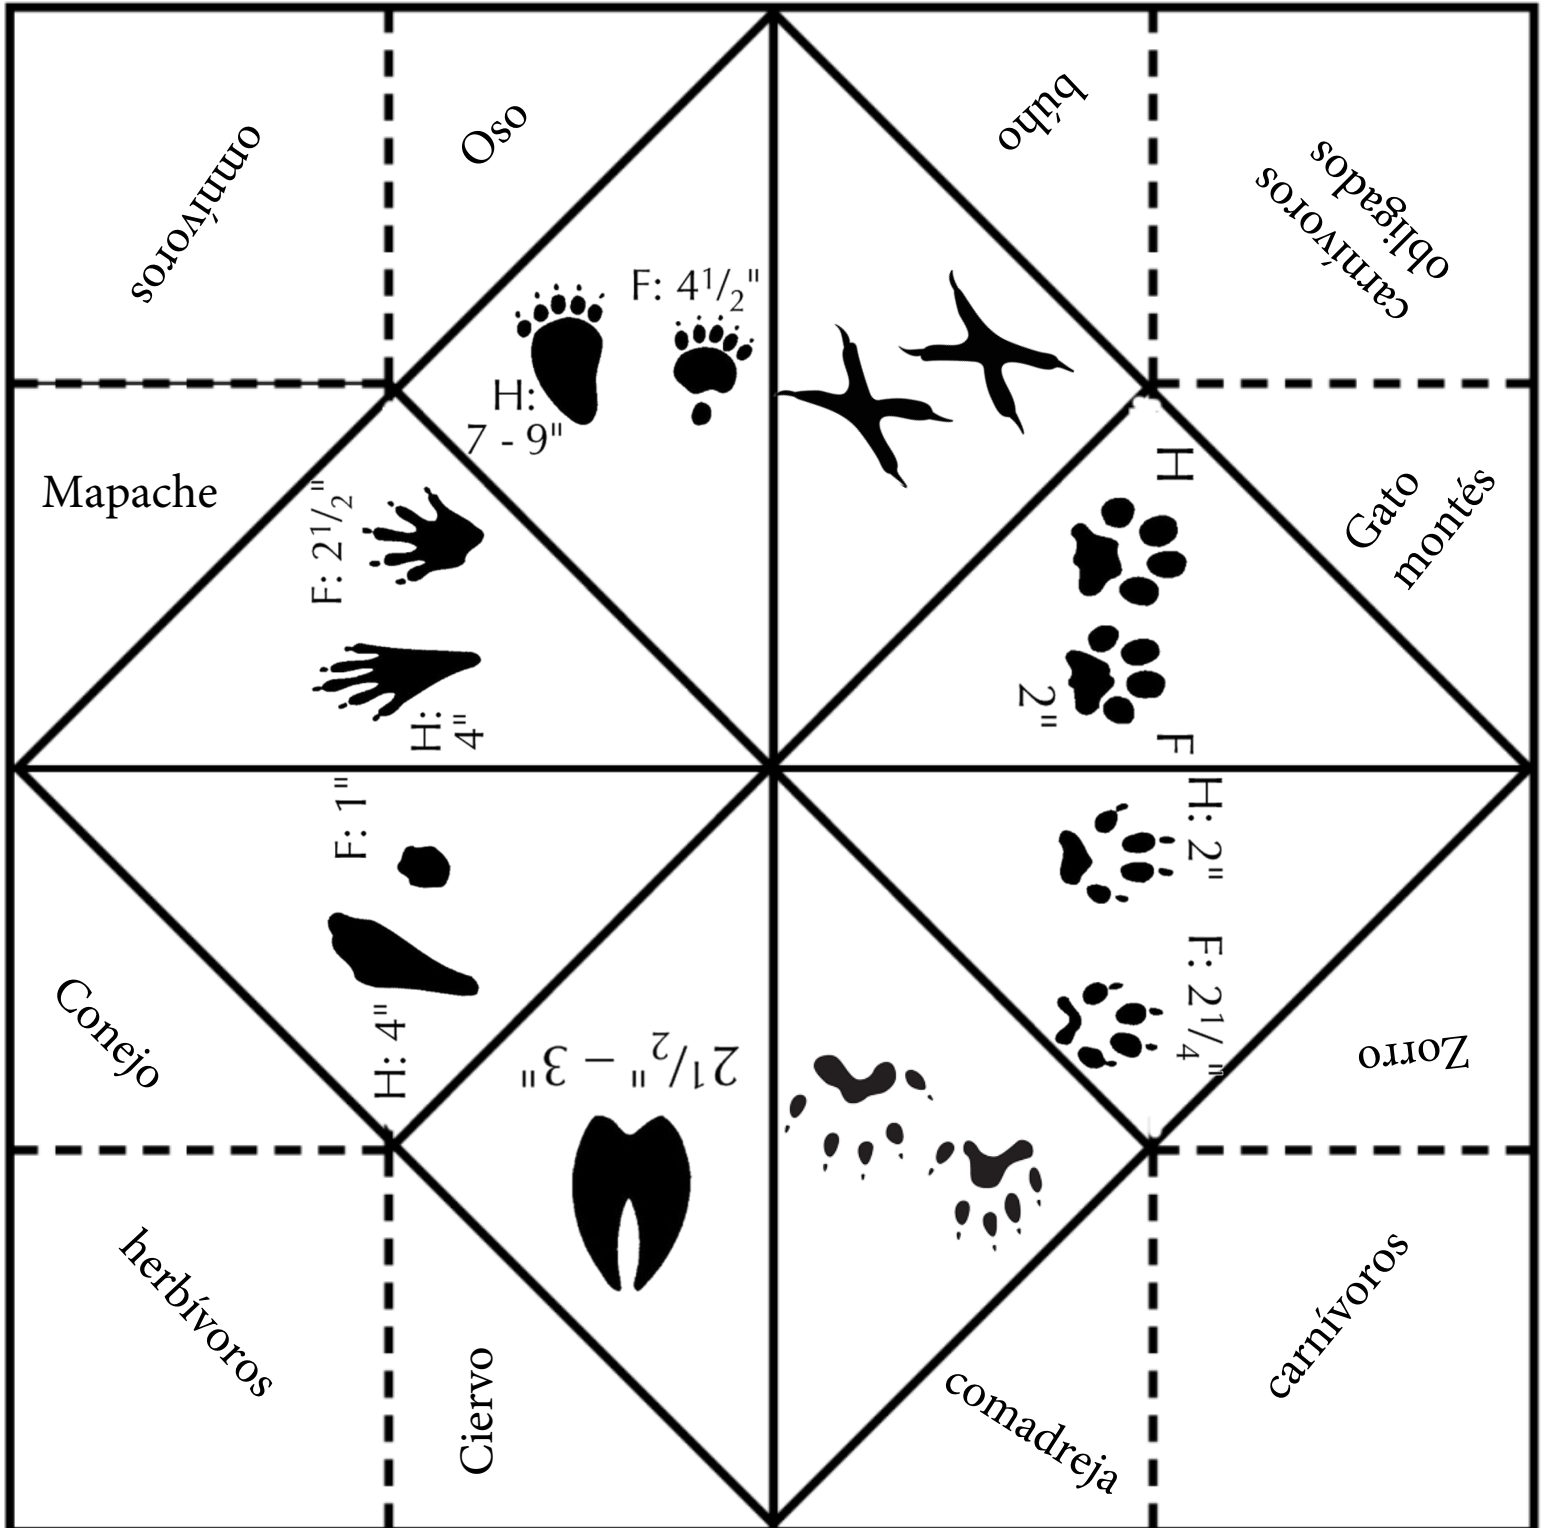 omnívoros
Oso
búho
carnívoros
obligados
F: 4 1/2"
H:
7 - 9"
Mapache
F: 2 1/2"
H:
4"
H
2"
F
Gato
montés
F: 1"
H: 4"
Conejo
2 1/2" – 3"
H: 2"
F: 2 1/4"
Zorro
herbívoros
Ciervo
comadreja
carnívoros